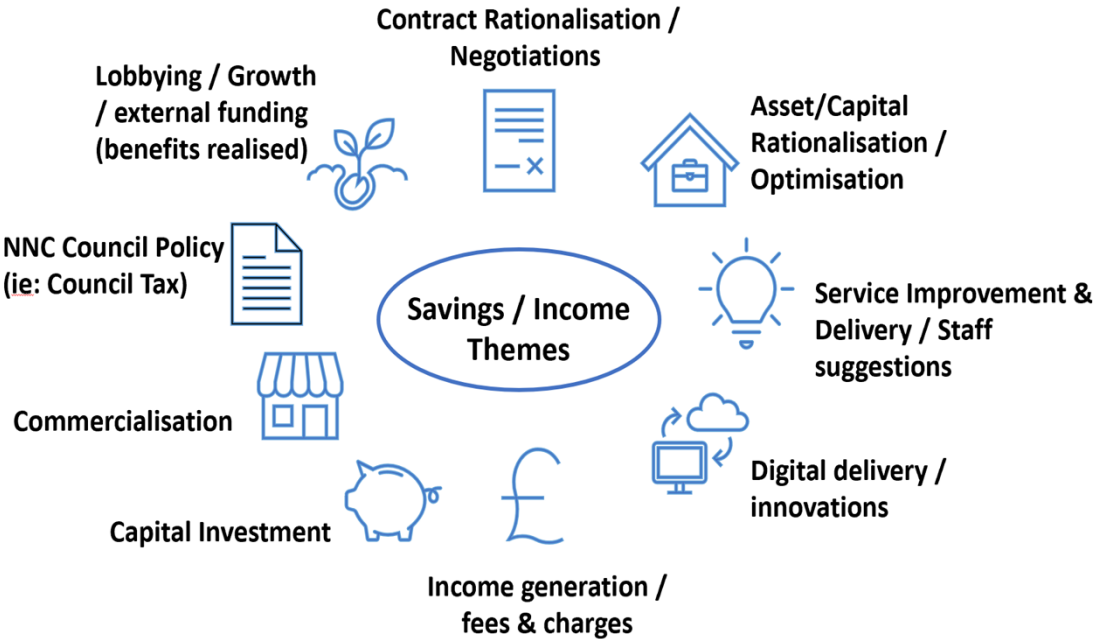 Contract Rationalisation /
Negotiations
Lobbying / Growth
/ external funding
(benefits realised)
Asset/Capital
Rationalisation /
Optimisation
NNC Council Policy
(ie: Council Tax)
Savings / Income
Themes
Service Improvement &
Delivery / Staff
suggestions
Commercialisation
Digital delivery /
innovations
Capital Investment
£
Income generation /
fees & charges